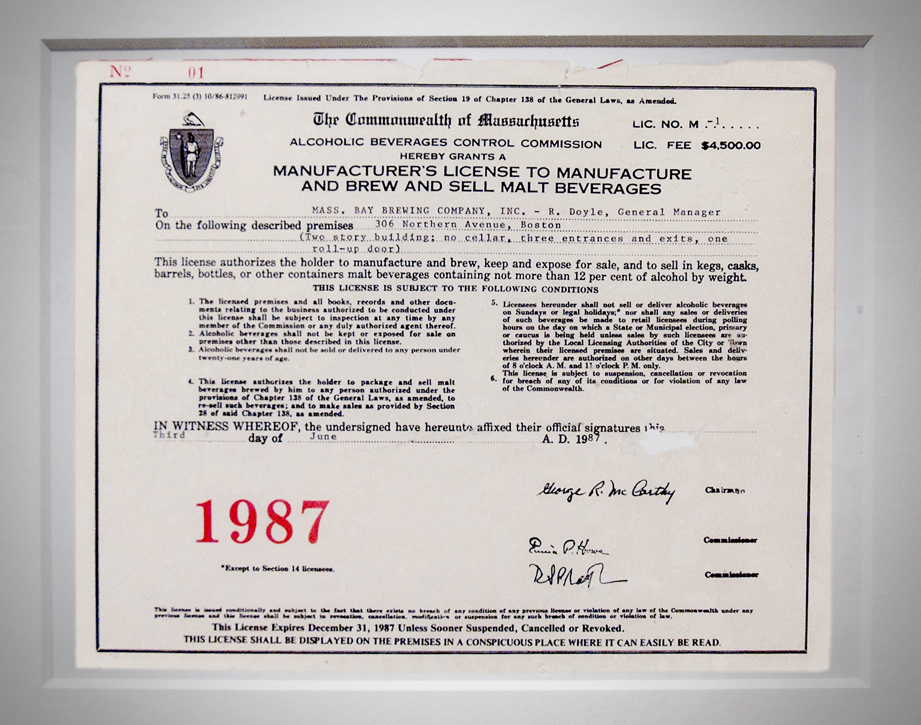 Nº 01
Form 31.25 (3) 10/86-812991 License Issued Under The Provisions of Section 19 of Chapter 138 of the General Laws, as Amended.
The Commonwealth of Massachusetts
LIC. NO. M .-1......
ALCOHOLIC BEVERAGES CONTROL COMMISSION
LIC. FEE $4,500.00
HEREBY GRANTS A
MANUFACTURER'S LICENSE TO MANUFACTURE
AND BREW AND SELL MALT BEVERAGES
To MASS. BAY BREWING COMPANY, INC. - R. Doyle, General Manager
On the following described premises 306 Northern Avenue, Boston
(Two story building; no cellar, three entrances and exits, one
roll-up door)
This license authorizes the holder to manufacture and brew, keep and expose for sale, and to sell in kegs, casks,
barrels, bottles, or other containers malt beverages containing not more than 12 per cent of alcohol by weight.
THIS LICENSE IS SUBJECT TO THE FOLLOWING CONDITIONS
1. The licensed premises and all books, records and other docu-
ments relating to the business authorized to be conducted under
this license shall be subject to inspection at any time by any
member of the Commission or any duly authorized agent thereof.
2. Alcoholic beverages shall not be kept or exposed for sale on
premises other than those described in this license.
3. Alcoholic beverages shall not be sold or delivered to any person under
twenty-one years of age.
4. This license authorizes the holder to package and sell malt
beverages brewed by him to any person authorized under the
provisions of Chapter 138 of the General Laws, as amended, to
re-sell such beverages; and to make sales as provided by Section
28 of said Chapter 138, as amended.
5. Licensees hereunder shall not sell or deliver alcoholic beverages
on Sundays or legal holidays;* nor shall any sales or deliveries
of such beverages be made to retail licensees during polling
hours on the day on which a State or Municipal election, primary
or caucus is being held unless sales by such licensees are au-
thorized by the Local Licensing Authorities of the City or Town
wherein their licensed premises are situated. Sales and deliv-
eries hereunder are authorized on other days between the hours
of 8 o'clock A. M. and 11 o'clock P. M. only.
6. This license is subject to suspension, cancellation or revocation
for breach of any of its conditions or for violation of any law
of the Commonwealth.
IN WITNESS WHEREOF, the undersigned have hereunto affixed their official signatures this
Third day of June A. D. 1987.
George R. McCarthy Chairman
1987
Commissioner
Commissioner
*Except to Section 14 licensees.
This license is issued conditionally and subject to the fact that there exists no breach of any condition of any previous license or violation of any law of the Commonwealth under any
previous license and this license shall be subject to revocation, cancellation, modification or suspension for any such breach of condition or violation of law.
This License Expires December 31, 1987 Unless Sooner Suspended, Cancelled or Revoked.
THIS LICENSE SHALL BE DISPLAYED ON THE PREMISES IN A CONSPICUOUS PLACE WHERE IT CAN EASILY BE READ.